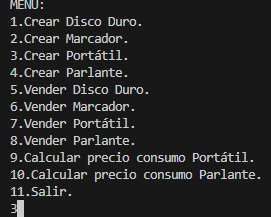 MENU:
1.Crear Disco Duro.
2.Crear Marcador.
3.Crear Portátil.
4.Crear Parlante.
5.Vender Disco Duro.
6.Vender Marcador.
7.Vender Portátil.
8.Vender Parlante.
9.Calcular precio consumo Portátil.
10.Calcular precio consumo Parlante.
11.Salir.
3